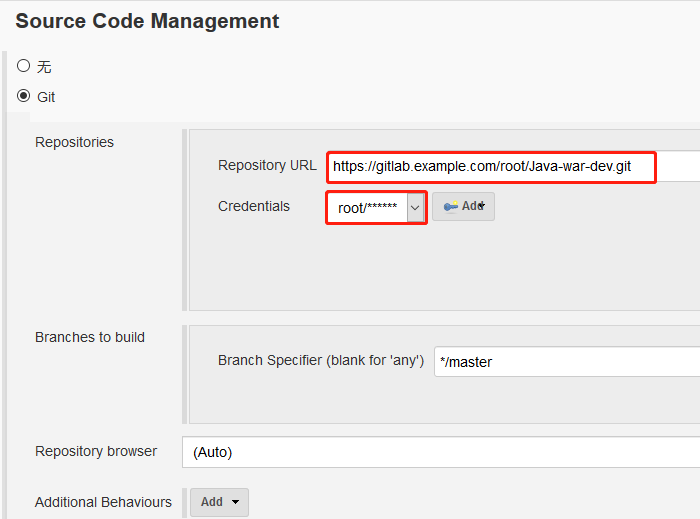 Source Code Management
无
Git
Repositories
Repository URL https://gitlab.example.com/root/Java-war-dev.git
Credentials root/****** Add
Branches to build
Branch Specifier (blank for 'any') */master
Repository browser (Auto)
Additional Behaviours Add